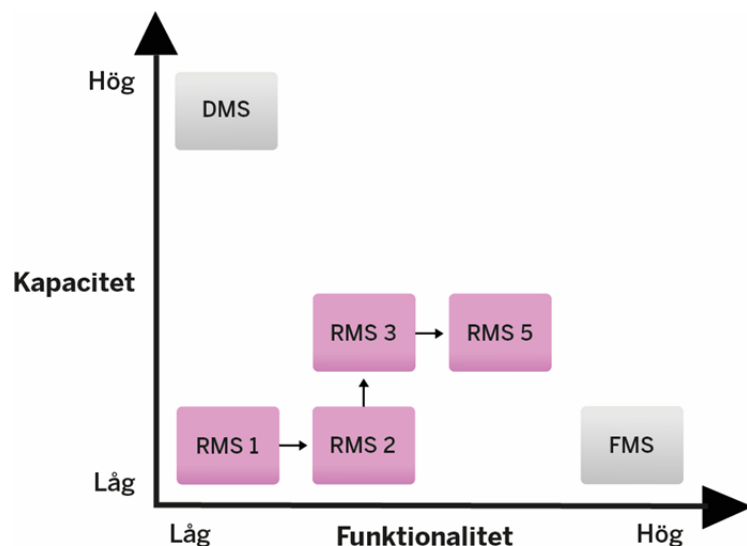 Hög
DMS
Kapacitet
RMS 3
RMS 5
RMS 1
RMS 2
FMS
Låg
Låg
Funktionalitet
Hög